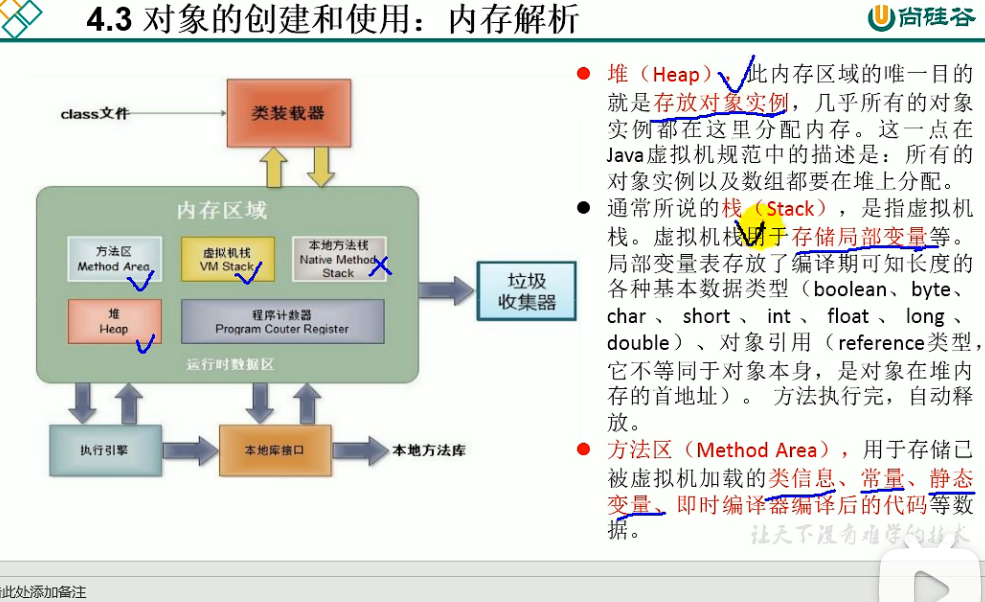 4.3 对象的创建和使用：内存解析
尚硅谷
class文件
类装载器
内存区域
方法区
Method Area
虚拟机栈
VM Stack
本地方法栈
Native Method
Stack
堆
Heap
程序计数器
Program Couter Register
运行时数据区
垃圾
收集器
执行引擎
本地库接口
本地方法库
堆（Heap），此内存区域的唯一目的
就是存放对象实例，几乎所有的对象
实例都在这里分配内存。这一点在
Java虚拟机规范中的描述是：所有的
对象实例以及数组都要在堆上分配。
通常所说的栈（Stack），是指虚拟机
栈。虚拟机栈用于存储局部变量等。
局部变量表存放了编译期可知长度的
各种基本数据类型（boolean、byte、
char 、 short 、 int 、 float 、 long 、
double）、对象引用（reference类型，
它不等同于对象本身，是对象在堆内
存的首地址）。 方法执行完，自动释
放。
方法区（Method Area），用于存储已
被虚拟机加载的类信息、常量、静态
变量、即时编译器编译后的代码等数
据。
让天下没有难学的技术
击此处添加备注